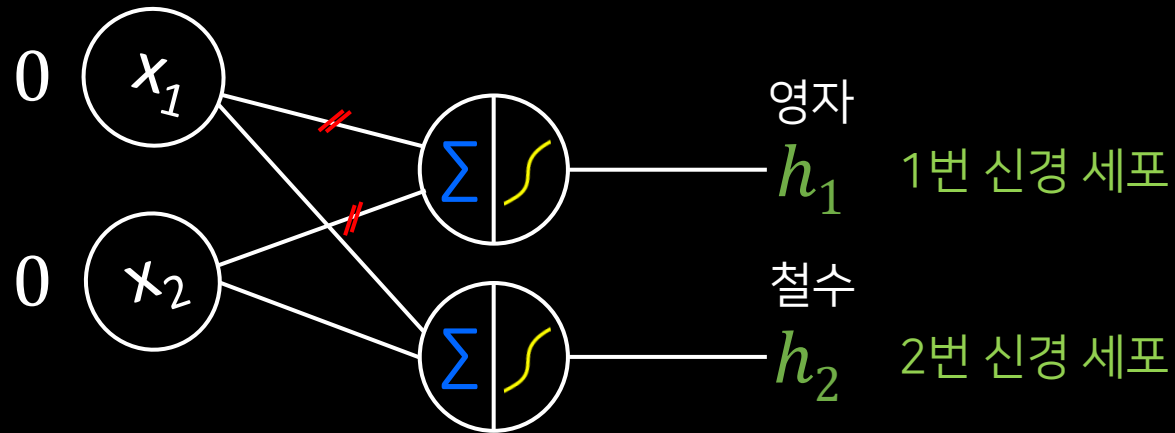 0 x1
영자
h1 1번 신경 세포
Σ
0 x2
철수
h2 2번 신경 세포
Σ